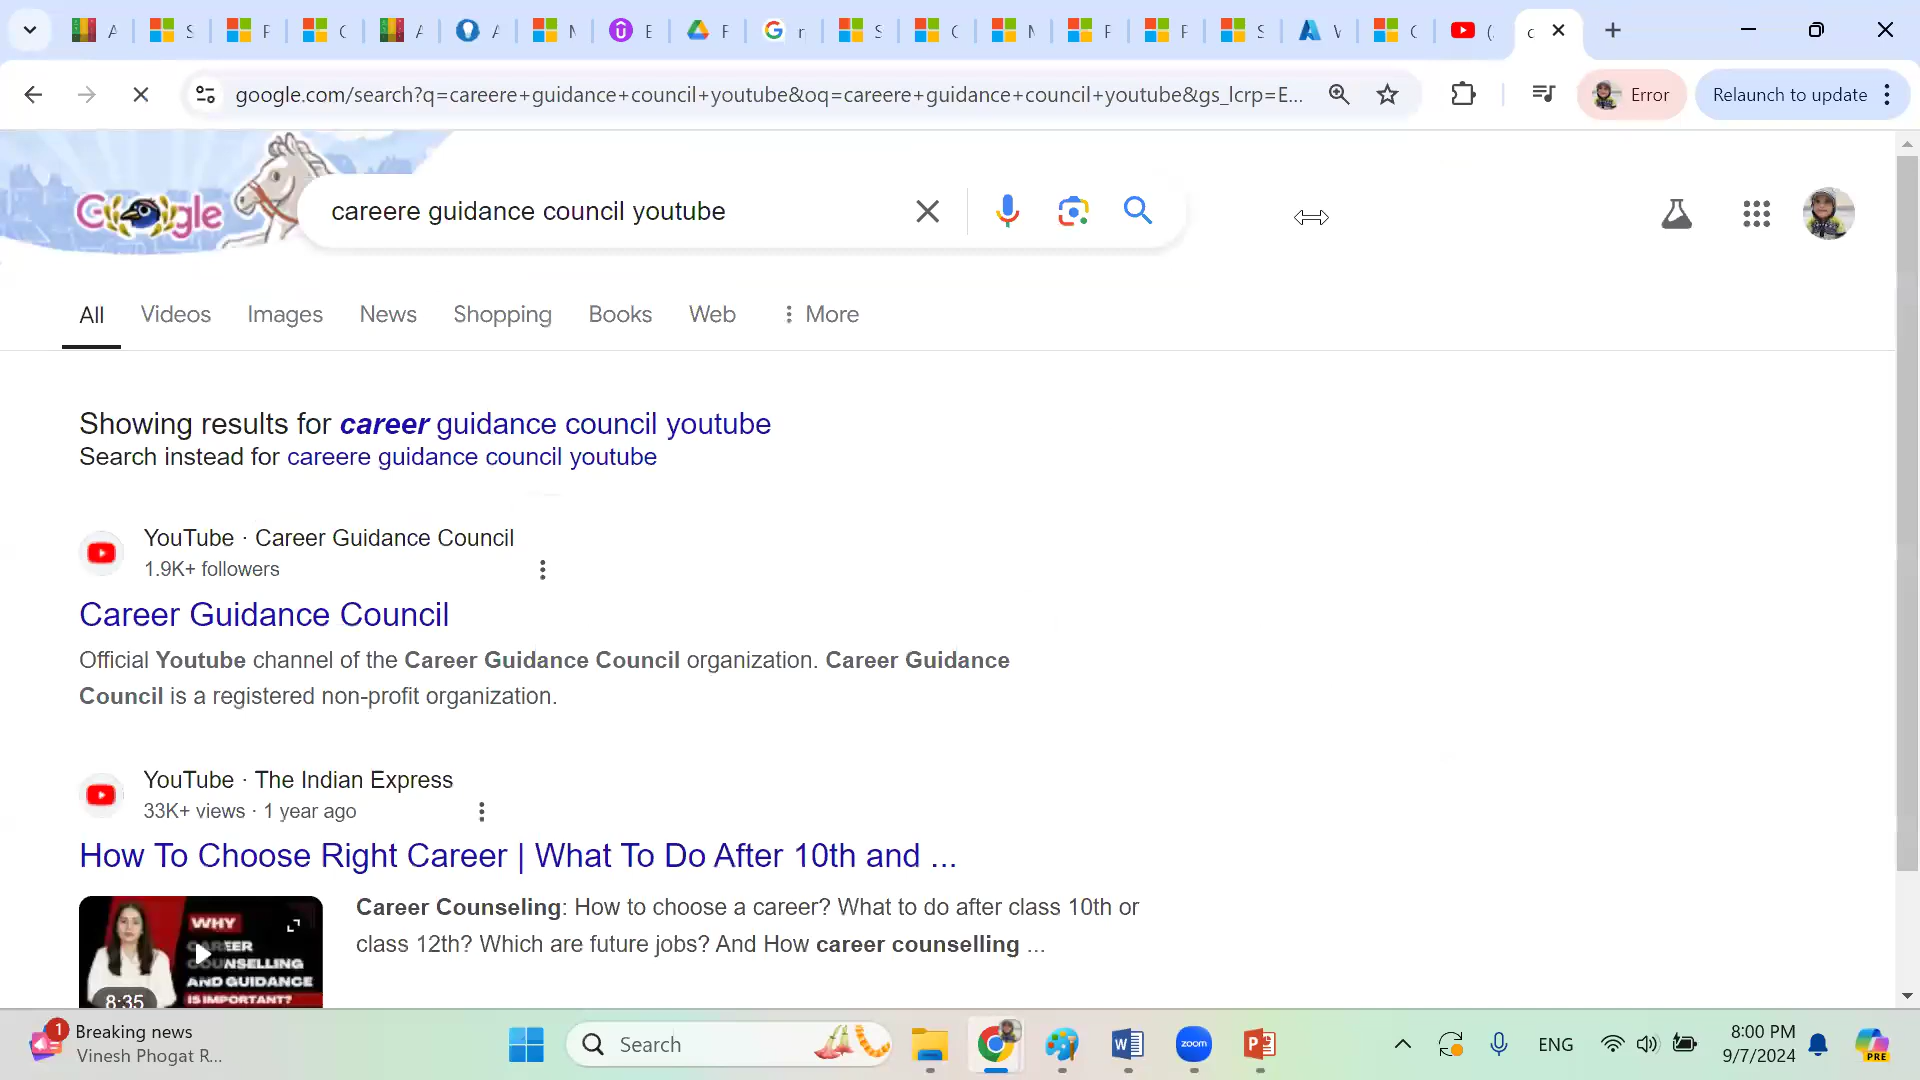 google.com/search?q=careere+guidance+council+youtube&oq=careere+guidance+council+youtube&gs_lcrp=E...
Error
Relaunch to update
Google
careere guidance council youtube
All
Videos
Images
News
Shopping
Books
Web
More
Showing results for career guidance council youtube
Search instead for careere guidance council youtube
YouTube · Career Guidance Council
1.9K+ followers
Career Guidance Council
Official Youtube channel of the Career Guidance Council organization. Career Guidance
Council is a registered non-profit organization.
YouTube · The Indian Express
33K+ views · 1 year ago
How To Choose Right Career | What To Do After 10th and ...
WHY
CAREER
COUNSELLING
AND GUIDANCE
IS IMPORTANT?
8:35
Career Counseling: How to choose a career? What to do after class 10th or
class 12th? Which are future jobs? And How career counselling ...
1
Breaking news
Vinesh Phogat R...
Search
zoom
ENG
8:00 PM
9/7/2024
PRE